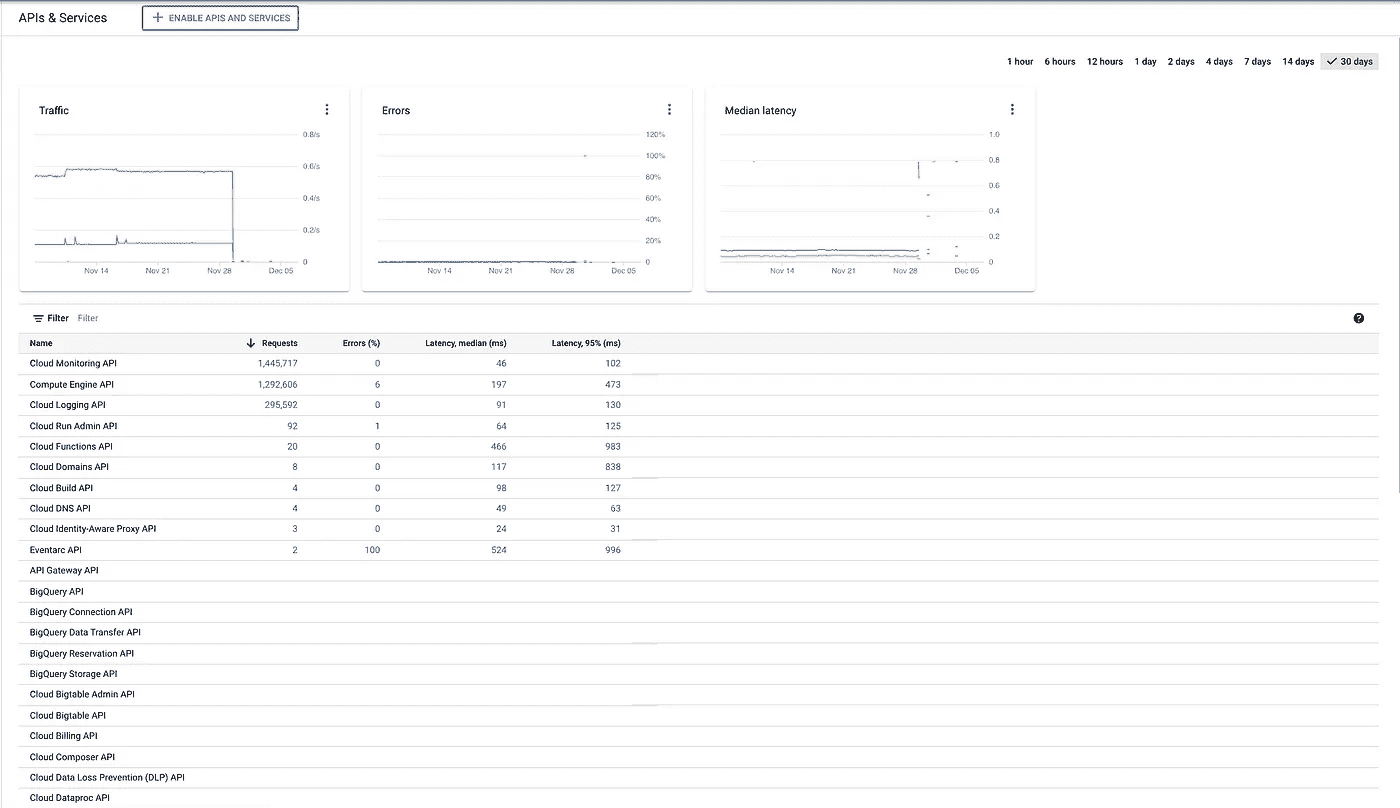 APIs & Services
+ ENABLE APIS AND SERVICES
1 hour 6 hours 12 hours 1 day 2 days 4 days 7 days 14 days 30 days
Traffic
0.8/s
0.6/s
0.4/s
0.2/s
0
Nov 14 Nov 21 Nov 28 Dec 05
Errors
120%
100%
80%
60%
40%
20%
0
Nov 14 Nov 21 Nov 28 Dec 05
Median latency
1.0
0.8
0.6
0.4
0.2
0
Nov 14 Nov 21 Nov 28 Dec 05
Filter Filter
Name Requests Errors (%) Latency, median (ms) Latency, 95% (ms)
Cloud Monitoring API 1,445,717 0 46 102
Compute Engine API 1,292,606 6 197 473
Cloud Logging API 295,592 0 91 130
Cloud Run Admin API 92 1 64 125
Cloud Functions API 20 0 466 983
Cloud Domains API 8 0 117 838
Cloud Build API 4 0 98 127
Cloud DNS API 4 0 49 63
Cloud Identity-Aware Proxy API 3 0 24 31
Eventarc API 2 100 524 996
API Gateway API
BigQuery API
BigQuery Connection API
BigQuery Data Transfer API
BigQuery Reservation API
BigQuery Storage API
Cloud Bigtable Admin API
Cloud Bigtable API
Cloud Billing API
Cloud Composer API
Cloud Data Loss Prevention (DLP) API
Cloud Dataproc API